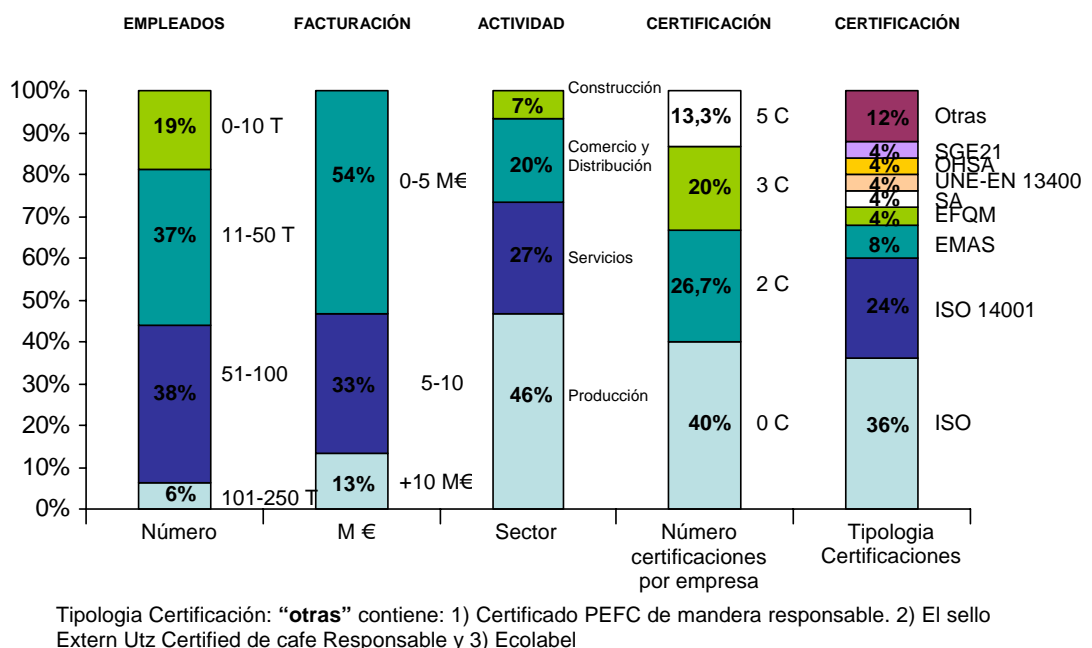 EMPLEADOS FACTURACIÓN ACTIVIDAD CERTIFICACIÓN CERTIFICACIÓN
100%
90%
80%
70%
60%
50%
40%
30%
20%
10%
0%
19% 0-10 T
37% 11-50 T
38% 51-100
6% 101-250 T
Número
54% 0-5 M€
33% 5-10
13% +10 M€
M €
7% Construcción
20% Comercio y
Distribución
27% Servicios
46% Producción
Sector
13,3% 5 C
20% 3 C
26,7% 2 C
40% 0 C
Número
certificaciones
por empresa
12% Otras
4% SGE21
4% OHSA
4% UNE-EN 13400
4% SA
4% EFQM
8% EMAS
24% ISO 14001
36% ISO
Tipologia
Certificaciones
Tipologia Certificación: “otras” contiene: 1) Certificado PEFC de mandera responsable. 2) El sello
Extern Utz Certified de cafe Responsable y 3) Ecolabel